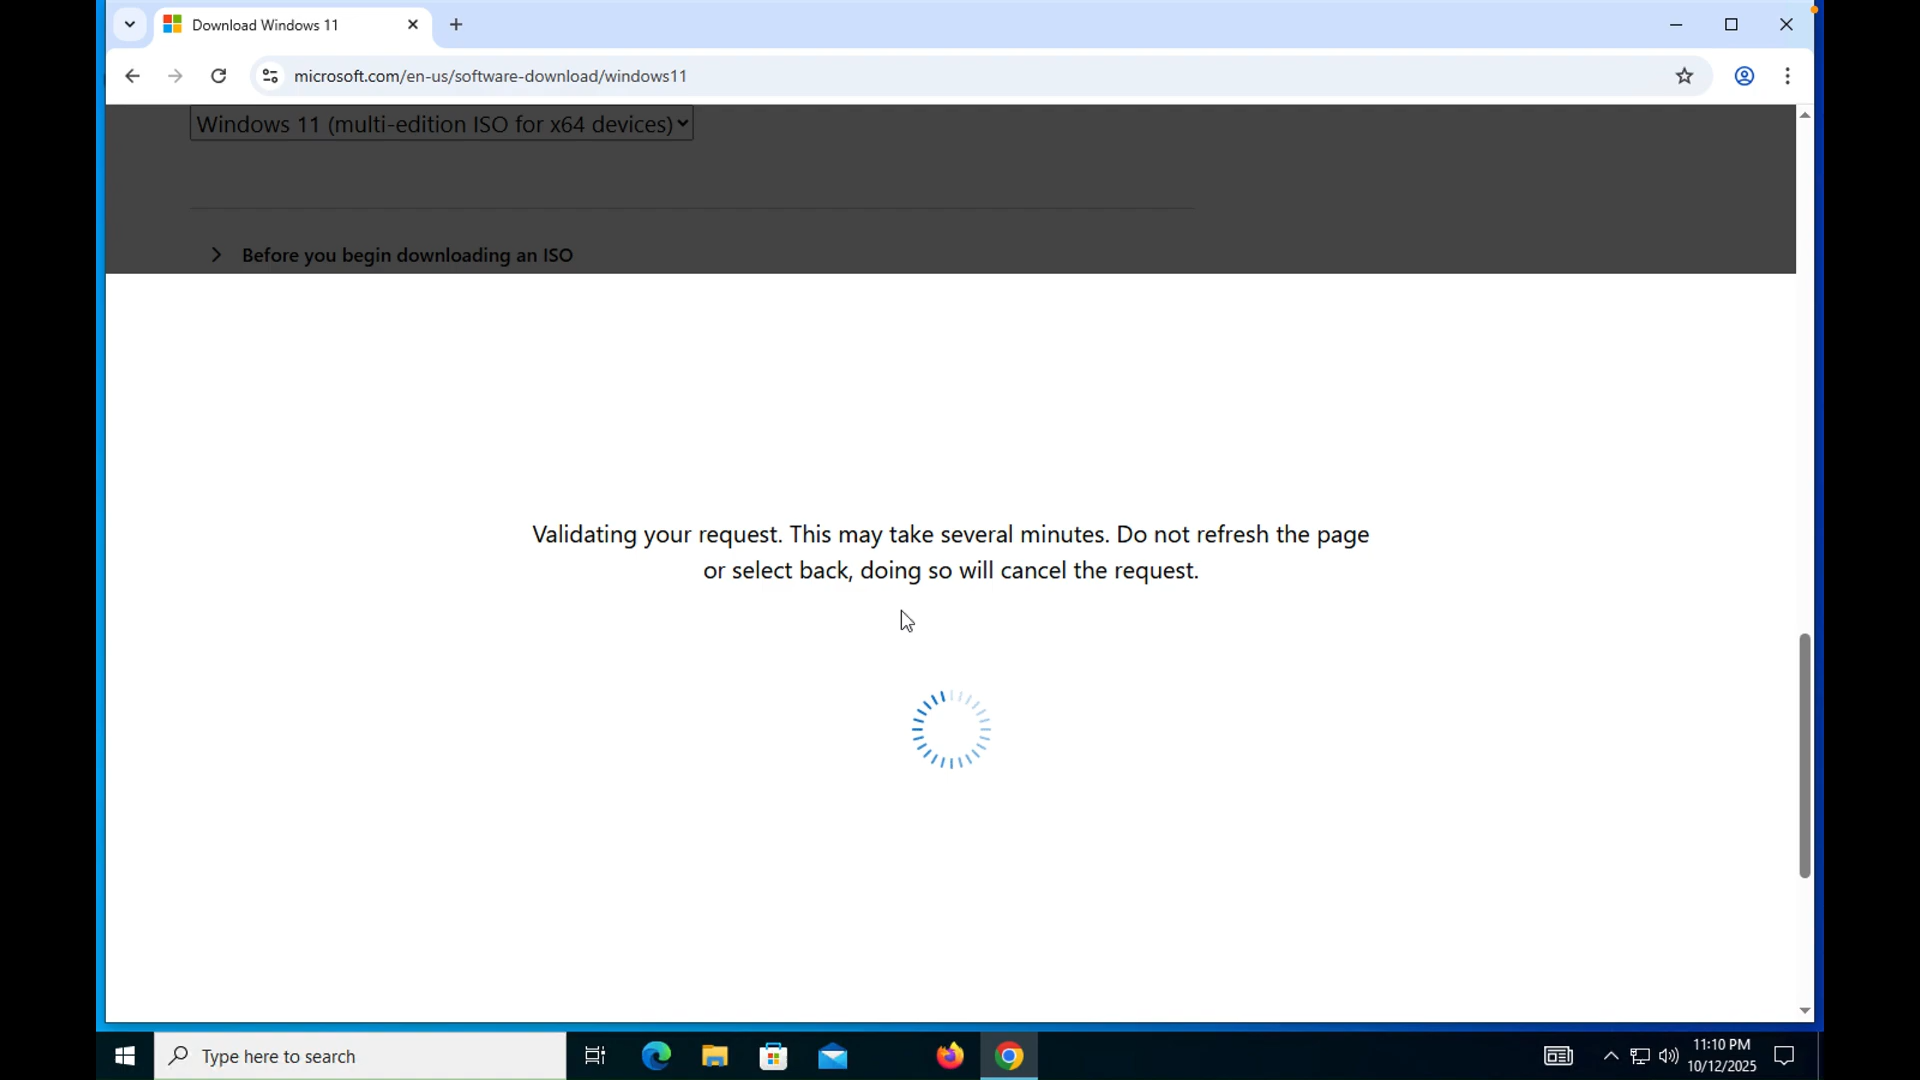 Download Windows 11
microsoft.com/en-us/software-download/windows11
Windows 11 (multi-edition ISO for x64 devices)
Before you begin downloading an ISO
Validating your request. This may take several minutes. Do not refresh the page
or select back, doing so will cancel the request.
Type here to search
11:10 PM
10/12/2025